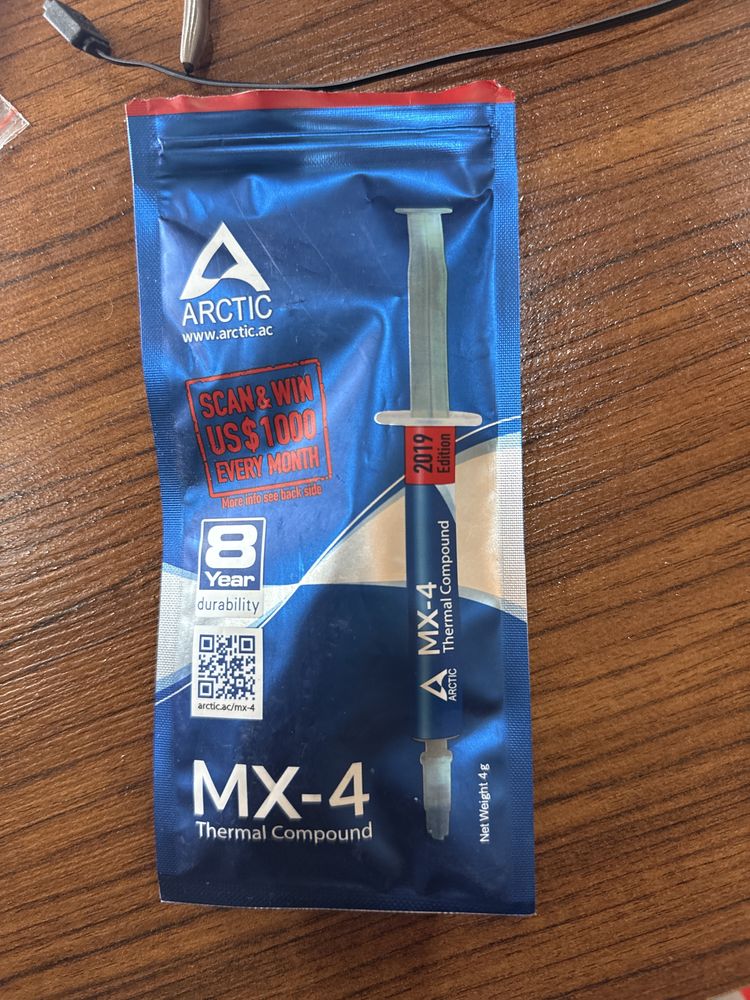 ARCTIC
www.arctic.ac
SCAN & WIN
US$1000
EVERY MONTH
More info see back side
8
Year
durability
arctic.ac/mx-4
2019
Edition
MX-4
Thermal Compound
ARCTIC
MX-4
Thermal Compound
Net Weight 4 g